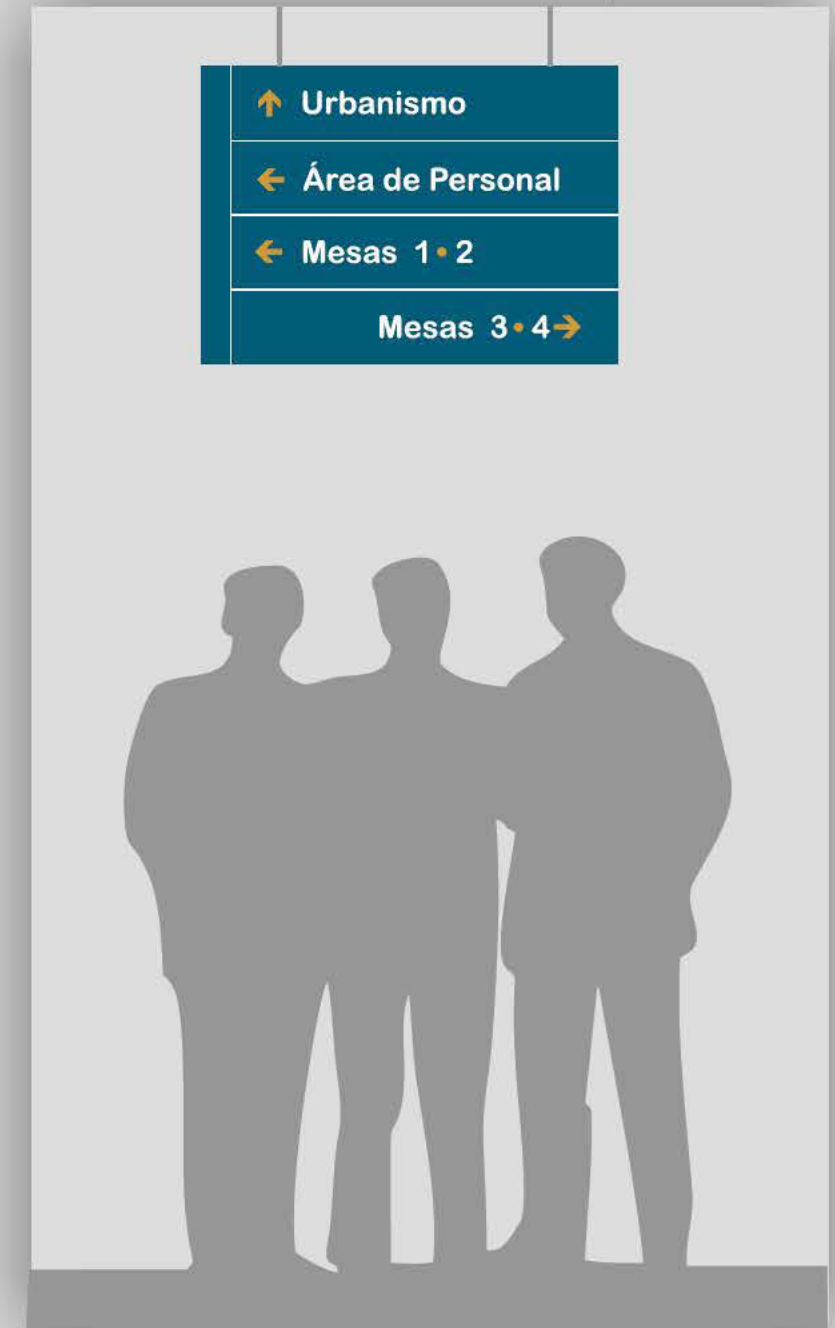 ↑ Urbanismo
← Área de Personal
← Mesas 1•2
Mesas 3•4→